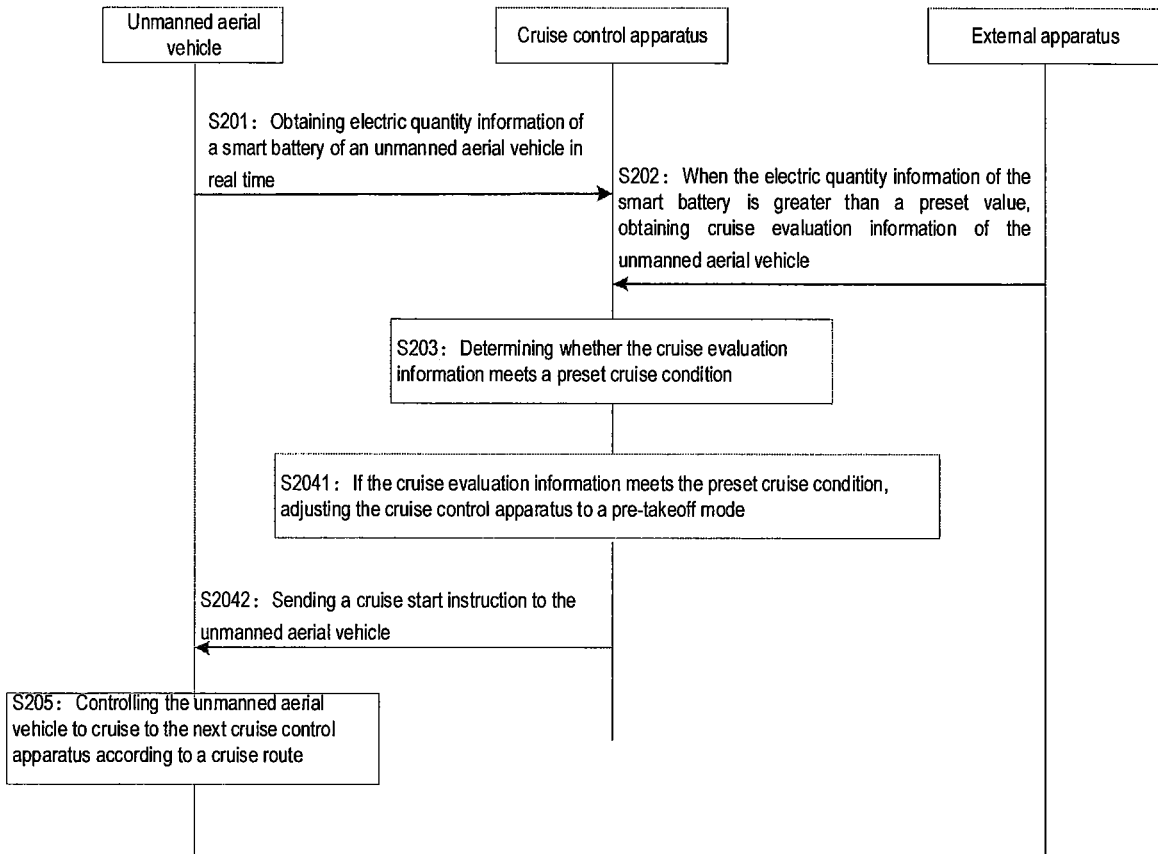 Unmanned aerial
vehicle
Cruise control apparatus
External apparatus
S201： Obtaining electric quantity information of
a smart battery of an unmanned aerial vehicle in
real time
S202： When the electric quantity information of the
smart battery is greater than a preset value,
obtaining cruise evaluation information of the
unmanned aerial vehicle
S203： Determining whether the cruise evaluation
information meets a preset cruise condition
S2041： If the cruise evaluation information meets the preset cruise condition,
adjusting the cruise control apparatus to a pre-takeoff mode
S2042： Sending a cruise start instruction to the
unmanned aerial vehicle
S205： Controlling the unmanned aerial
vehicle to cruise to the next cruise control
apparatus according to a cruise route